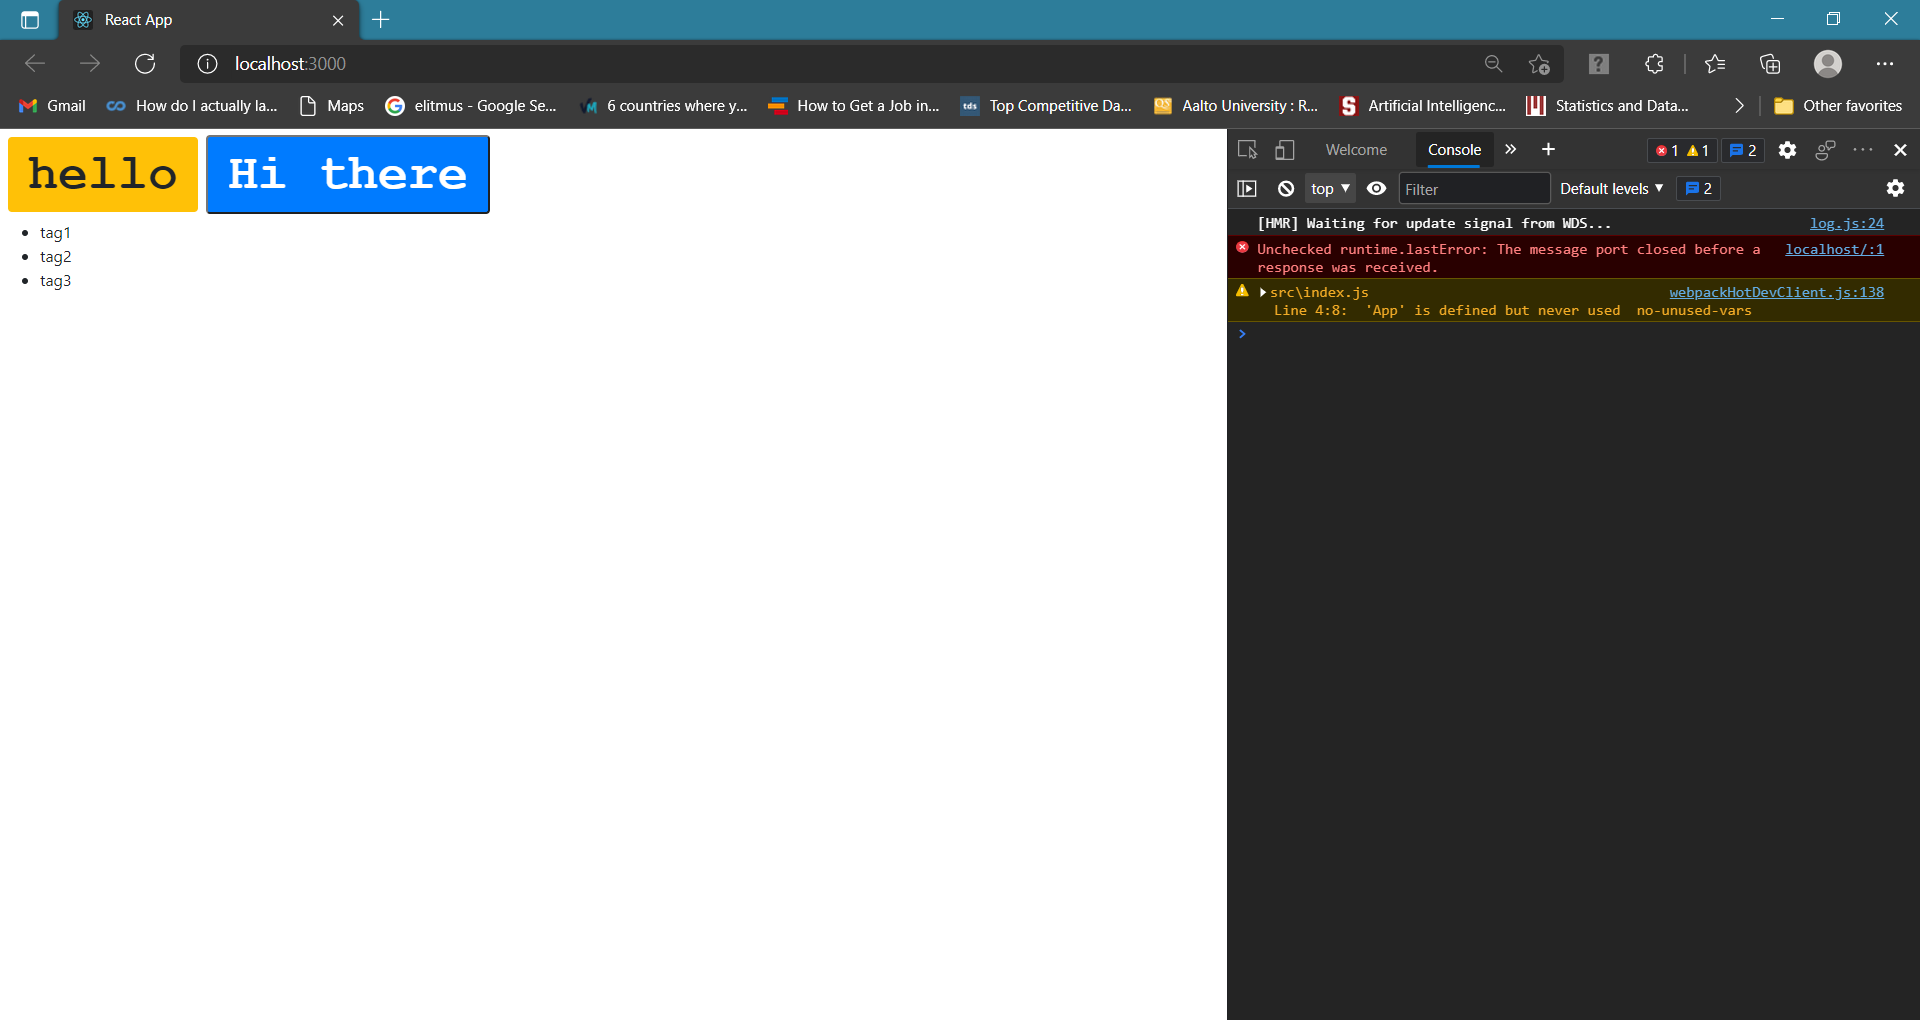 React App
localhost:3000
Gmail How do I actually la... Maps elitmus - Google Se... 6 countries where y... How to Get a Job in... tds Top Competitive Da... QS Aalto University : R... S Artificial Intelligenc... Statistics and Data... Other favorites
hello Hi there
tag1
tag2
tag3
Welcome Console 1 1 2
top Filter Default levels 2
[HMR] Waiting for update signal from WDS... log.js:24
Unchecked runtime.lastError: The message port closed before a localhost/:1
response was received.
src\index.js webpackHotDevClient.js:138
Line 4:8: 'App' is defined but never used no-unused-vars